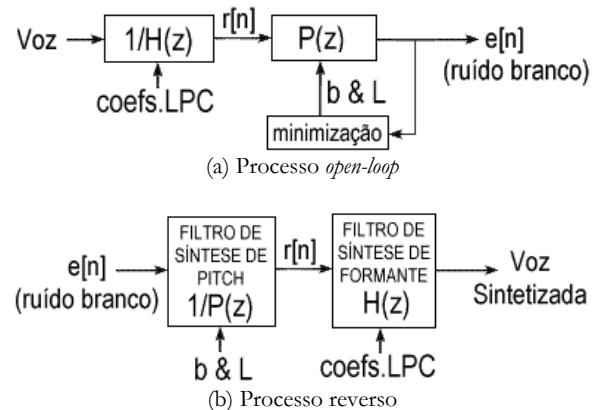 Voz
1/H(z)
r[n]
P(z)
e[n]
(ruído branco)
coefs.LPC
b & L
minimização
(a) Processo open-loop
e[n]
(ruído branco)
FILTRO DE
SÍNTESE DE
PITCH
1/P(z)
r[n]
FILTRO DE
SÍNTESE DE
FORMANTE
H(z)
Voz
Sintetizada
b & L
coefs.LPC
(b) Processo reverso